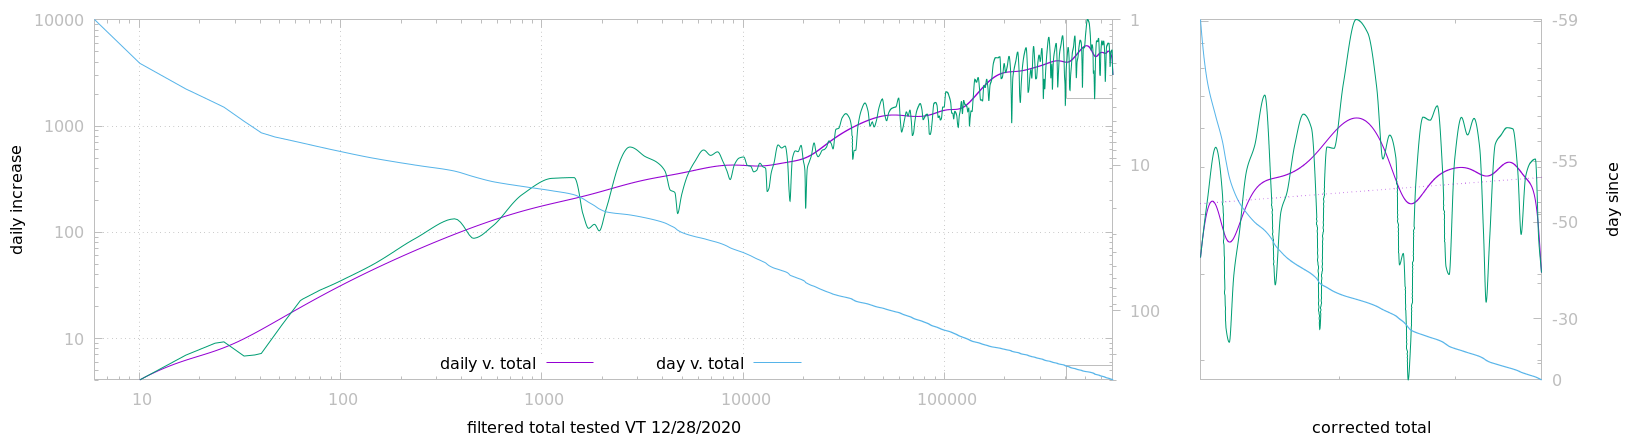 10000
1000
100
10
daily increase
10
100
1000
10000
100000
1
10
100
daily v. total
day v. total
filtered total tested VT 12/28/2020
-59
-55
-50
-30
0
day since
corrected total